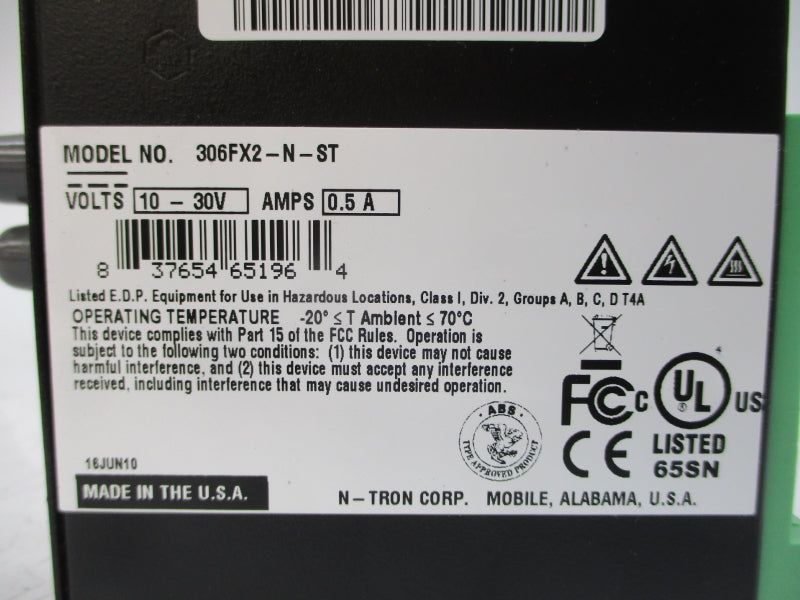 MODEL NO. 306FX2-N-ST
VOLTS 10 - 30V AMPS 0.5 A
8 37654 65196 4
Listed E.D.P. Equipment for Use in Hazardous Locations, Class I, Div. 2, Groups A, B, C, D T4A
OPERATING TEMPERATURE -20° ≤ T Ambient ≤ 70°C
This device complies with Part 15 of the FCC Rules. Operation is
subject to the following two conditions: (1) this device may not cause
harmful interference, and (2) this device must accept any interference
received, including interference that may cause undesired operation.
FC C UL US
4
®
ABS
TYPE APPROVED PRODUCT
CE LISTED
65SN
16JUN10
MADE IN THE U.S.A.
N-TRON CORP. MOBILE, ALABAMA, U.S.A.